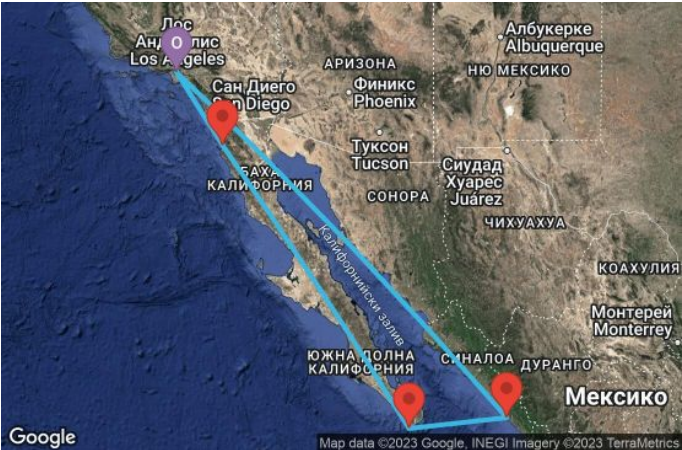 Лос
Анджелис
Los Angeles
O
Албукерке
Albuquerque
АРИЗОНА
НЮ МЕКСИКО
Сан Диего
San Diego
Финикс
Phoenix
Туксон
Tucson
Сиудад
Хуарес
Juárez
БАХА
КАЛИФОРНИЯ
СОНОРА
ЧИХУАХУА
Калифорнийски залив
КОАХУИЛА
Монтерей
Monterrey
ЮЖНА ДОЛНА
КАЛИФОРНИЯ
СИНАЛОА
ДУРАНГО
Мексико
Google
Map data ©2023 Google, INEGI Imagery ©2023 TerraMetrics